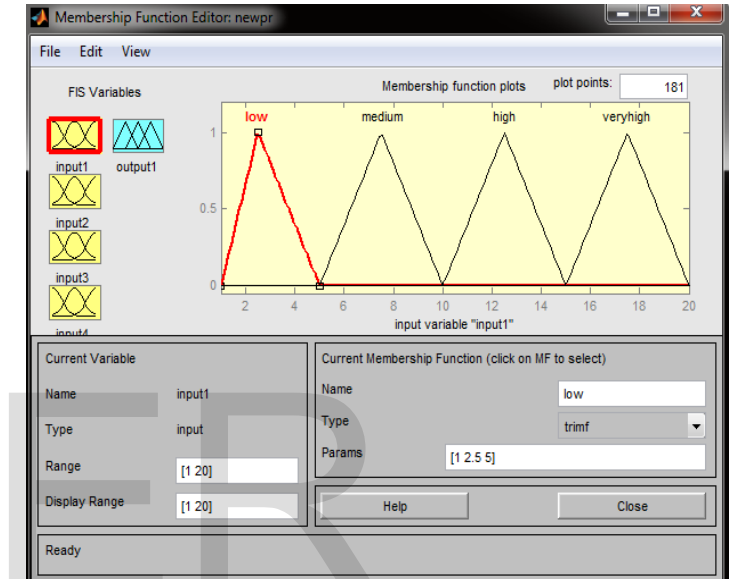 Membership Function Editor: newpr
File Edit View
FIS Variables
Membership function plots plot points: 181
low medium high veryhigh
input1 output1
input2
input3
input4
1
0.5
0
2 4 6 8 10 12 14 16 18 20
input variable "input1"
Current Variable
Name input1
Type input
Range [1 20]
Display Range [1 20]
Current Membership Function (click on MF to select)
Name low
Type trimf
Params [1 2.5 5]
Help Close
Ready
ER